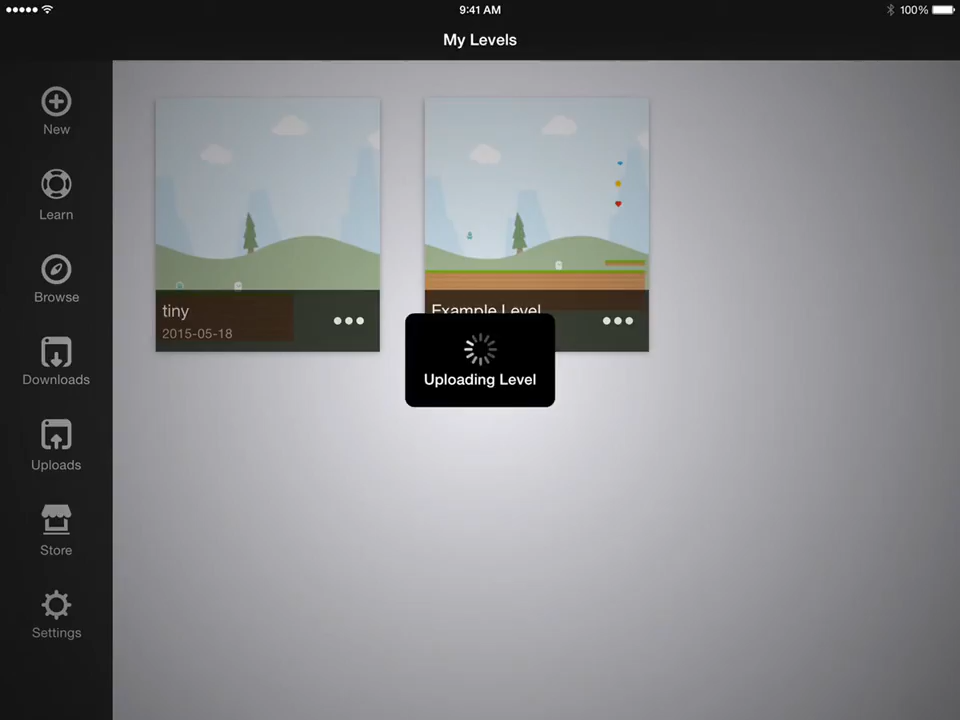 9:41 AM
100%
My Levels
New
Learn
Browse
Downloads
Uploads
Store
Settings
tiny
2015-05-18
Example Level
Uploading Level